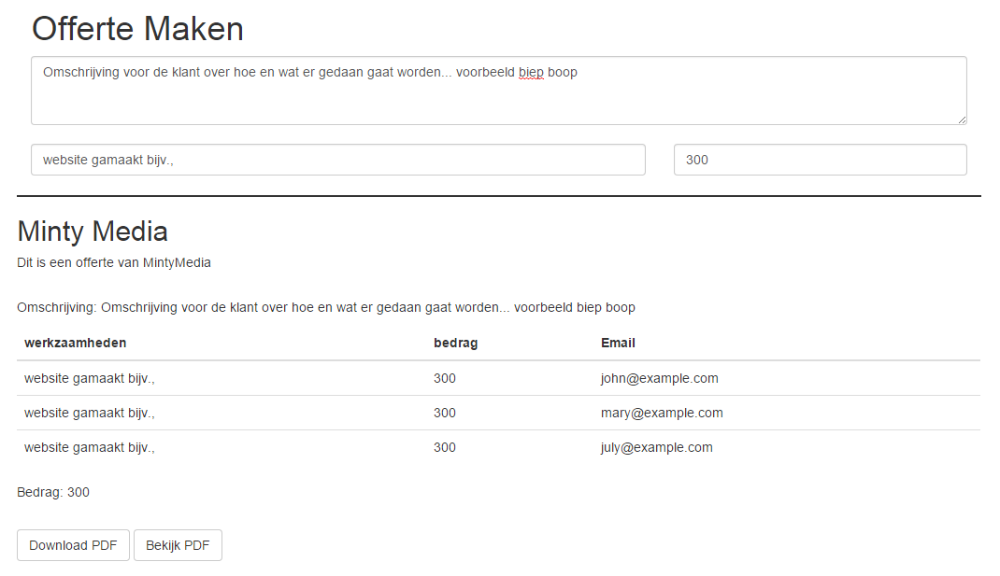 Offerte Maken
Omschrijving voor de klant over hoe en wat er gedaan gaat worden... voorbeeld biep boop
website gamaakt bijv., 300
Minty Media
Dit is een offerte van MintyMedia
Omschrijving: Omschrijving voor de klant over hoe en wat er gedaan gaat worden... voorbeeld biep boop
werkzaamheden bedrag Email
website gamaakt bijv., 300 john@example.com
website gamaakt bijv., 300 mary@example.com
website gamaakt bijv., 300 july@example.com
Bedrag: 300
Download PDF Bekijk PDF